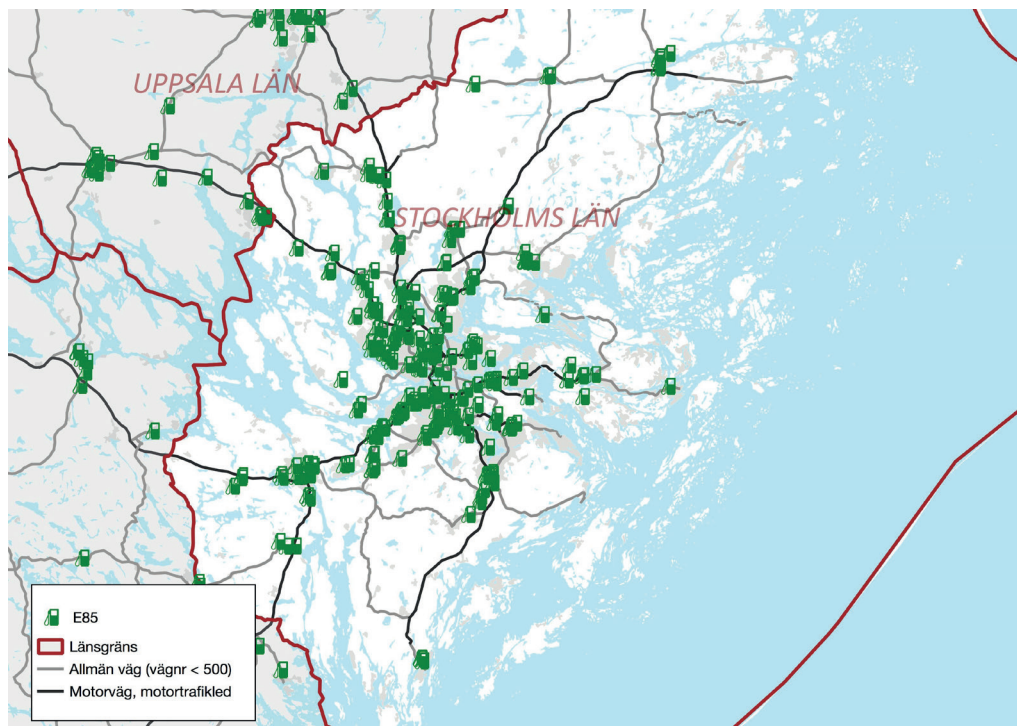 UPPSALA LÄN
STOCKHOLMS LÄN
E85
Länsgräns
Allmän väg (vägnr < 500)
Motorväg, motortrafikled